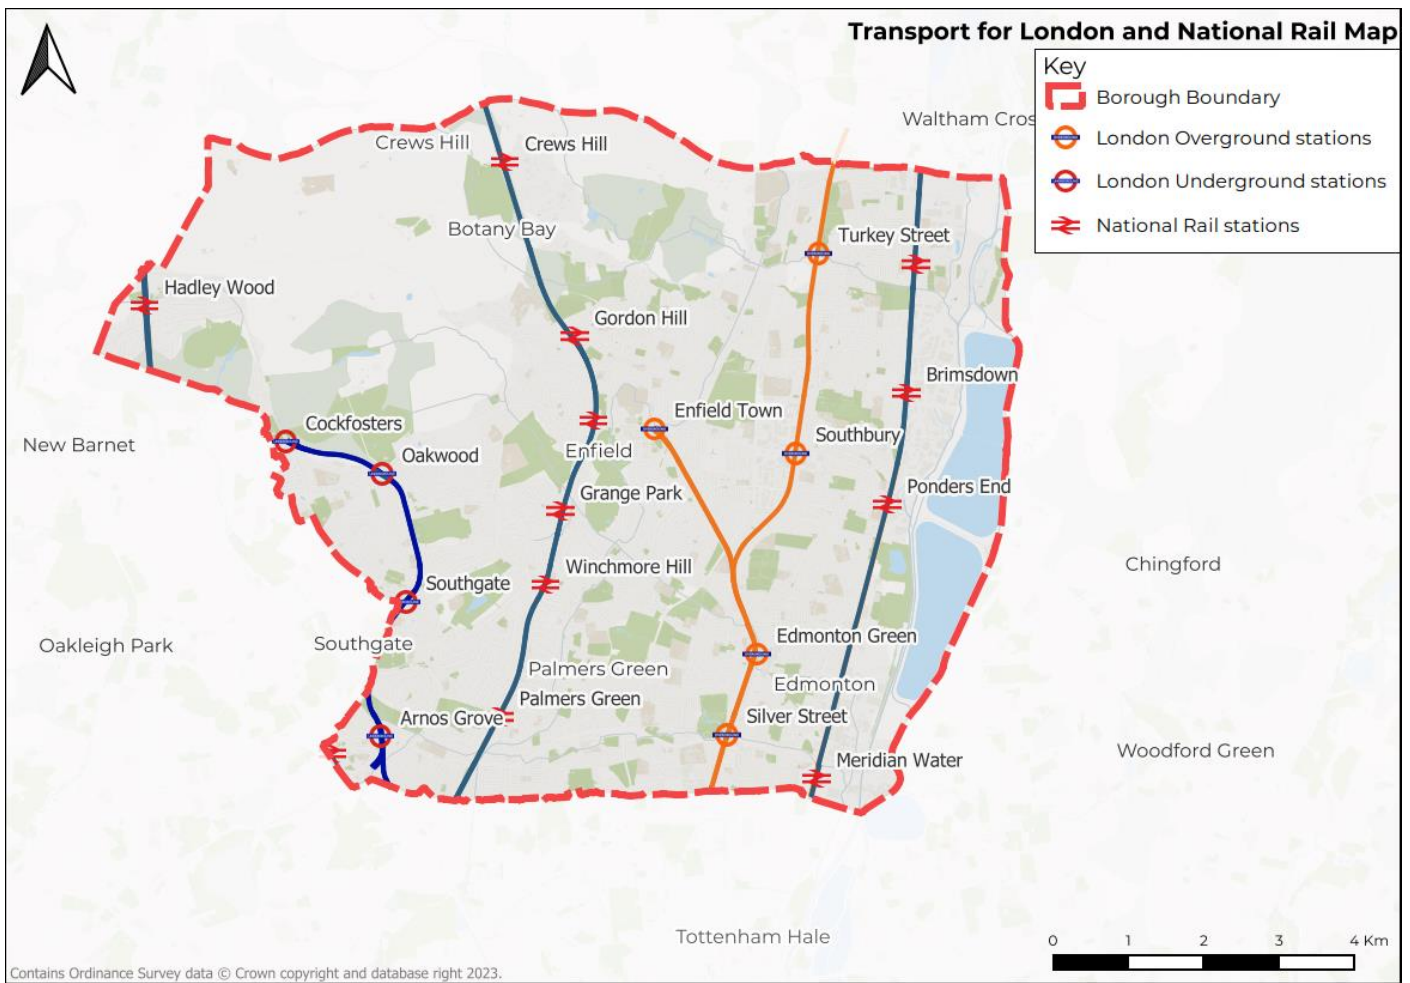 Transport for London and National Rail Map
Key
Borough Boundary
London Overground stations
London Underground stations
National Rail stations
Waltham Cros
Crews Hill
Crews Hill
Botany Bay
Turkey Street
Hadley Wood
Gordon Hill
Brimsdown
Enfield Town
Cockfosters
Southbury
New Barnet
Enfield
Oakwood
Grange Park
Ponders End
Winchmore Hill
Chingford
Southgate
Edmonton Green
Oakleigh Park
Southgate
Palmers Green
Edmonton
Palmers Green
Arnos Grove
Silver Street
Woodford Green
Meridian Water
Tottenham Hale
0 1 2 3 4 Km
Contains Ordinance Survey data © Crown copyright and database right 2023.